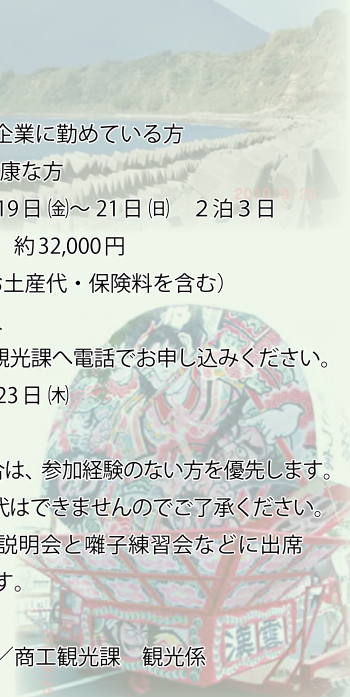 企業に勤めている方
康な方
19日㈮～21日㈰　2泊3日
約32,000円
土産代・保険料を含む）
観光課へ電話でお申し込みください。
23日㈭
合は、参加経験のない方を優先します。
代はできませんのでご了承ください。
説明会と囃子練習会などに出席
す。
／商工観光課　観光係
漢雲